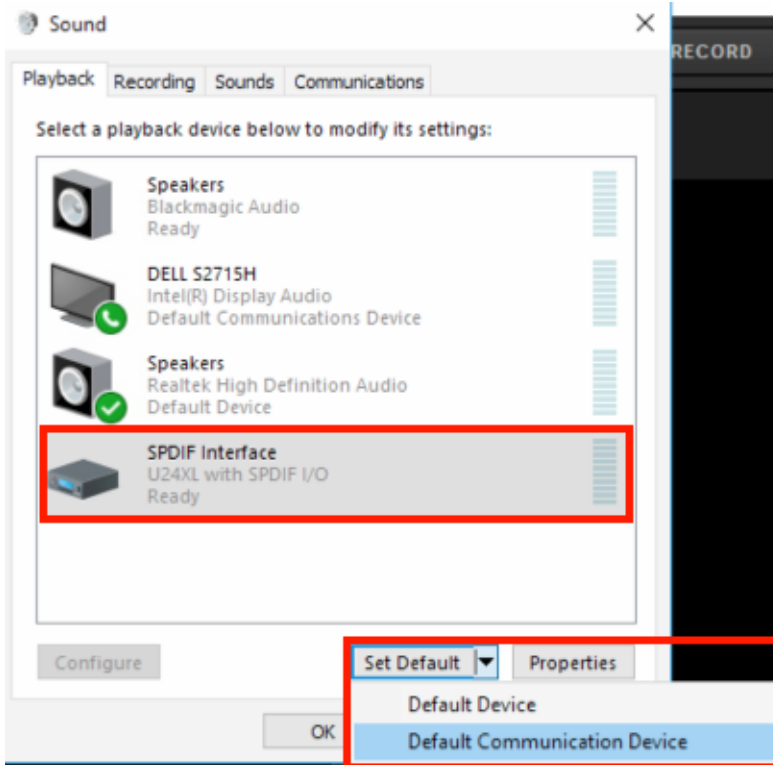 Sound
RECORD
Playback Recording Sounds Communications
Select a playback device below to modify its settings:
Speakers
Blackmagic Audio
Ready
DELL S2715H
Intel(R) Display Audio
Default Communications Device
Speakers
Realtek High Definition Audio
Default Device
SPDIF Interface
U24XL with SPDIF I/O
Ready
Configure Set Default Properties
Default Device
OK
Default Communication Device